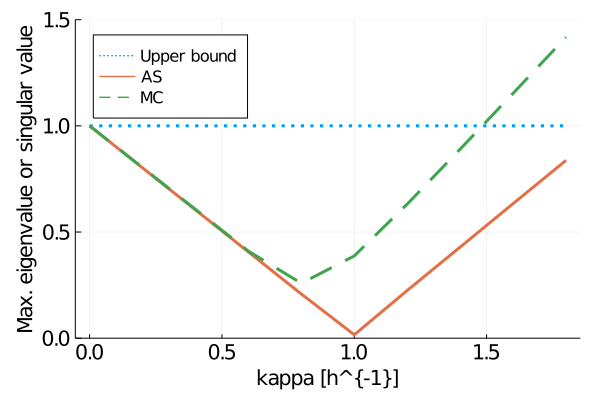 Max. eigenvalue or singular value
1.5
1.0
0.5
0.0
Upper bound
AS
MC
0.0 0.5 1.0 1.5
kappa [h^{-1}]